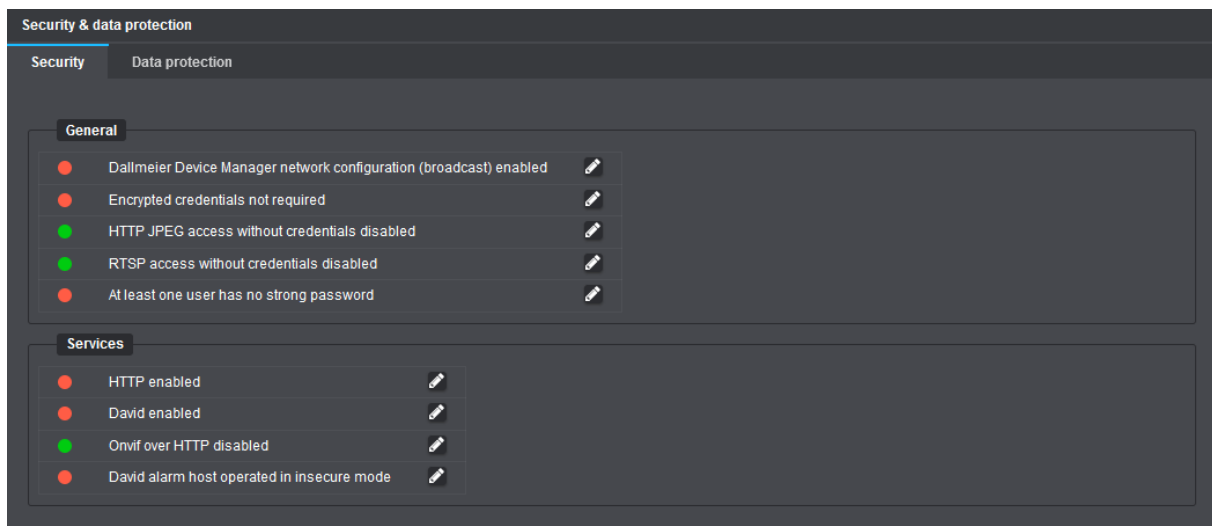 Security & data protection
Security Data protection
General
Dallmeier Device Manager network configuration (broadcast) enabled
Encrypted credentials not required
HTTP JPEG access without credentials disabled
RTSP access without credentials disabled
At least one user has no strong password
Services
HTTP enabled
David enabled
Onvif over HTTP disabled
David alarm host operated in insecure mode